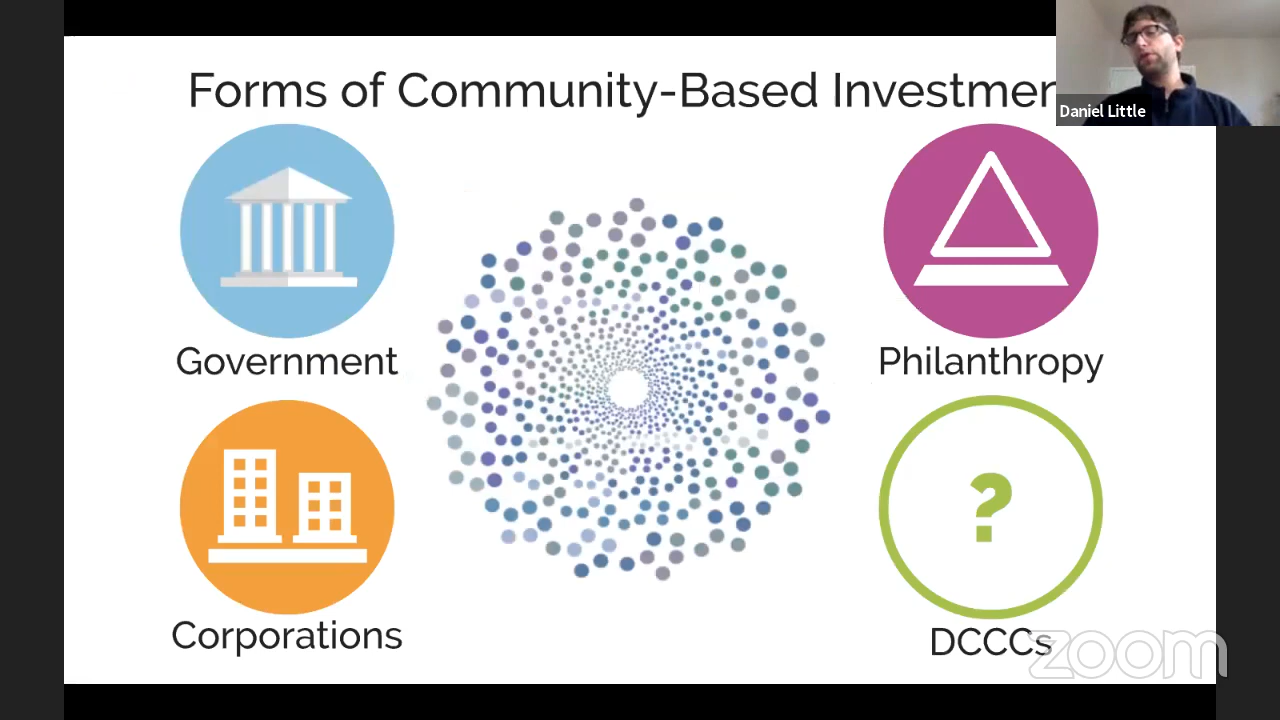 Forms of Community-Based Investmen
Daniel Little
Government
Philanthropy
?
Corporations
DCCCs
zoom